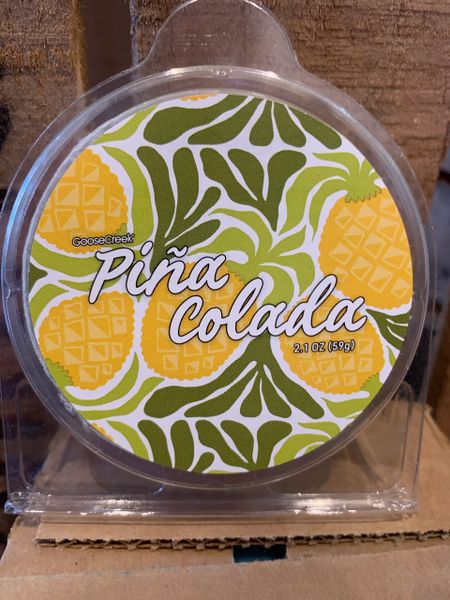 GooseCreek®
Piña
Colada
2.1 OZ (59g)